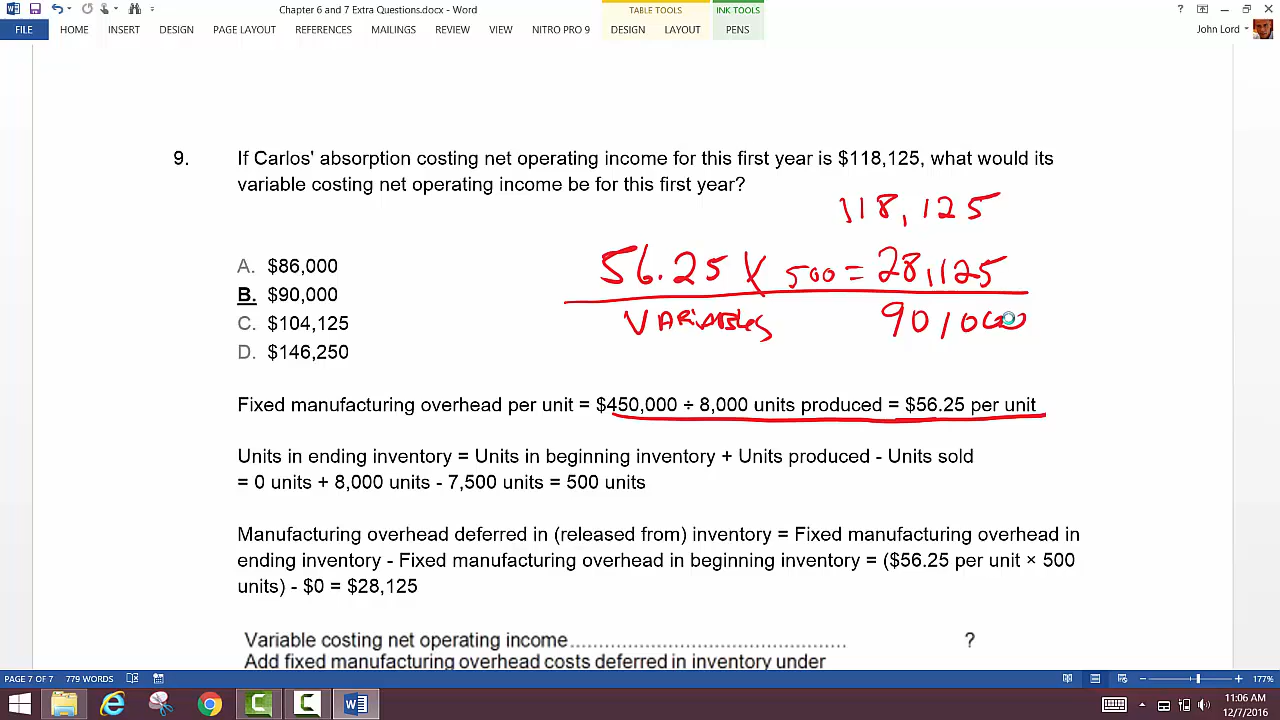 Chapter 6 and 7 Extra Questions.docx - Word
TABLE TOOLS
INK TOOLS
FILE HOME INSERT DESIGN PAGE LAYOUT REFERENCES MAILINGS REVIEW VIEW NITRO PRO 9 DESIGN LAYOUT PENS
John Lord
9. If Carlos' absorption costing net operating income for this first year is $118,125, what would its
variable costing net operating income be for this first year?
118,125
A. $86,000
56.25 X 500 = 28,125
B. $90,000
VARIABLES 90,000
C. $104,125
D. $146,250
Fixed manufacturing overhead per unit = $450,000 ÷ 8,000 units produced = $56.25 per unit
Units in ending inventory = Units in beginning inventory + Units produced - Units sold
= 0 units + 8,000 units - 7,500 units = 500 units
Manufacturing overhead deferred in (released from) inventory = Fixed manufacturing overhead in
ending inventory - Fixed manufacturing overhead in beginning inventory = ($56.25 per unit × 500
units) - $0 = $28,125
Variable costing net operating income.................................................. ?
Add fixed manufacturing overhead costs deferred in inventory under
PAGE 7 OF 7 779 WORDS 177%
11:06 AM
12/7/2016